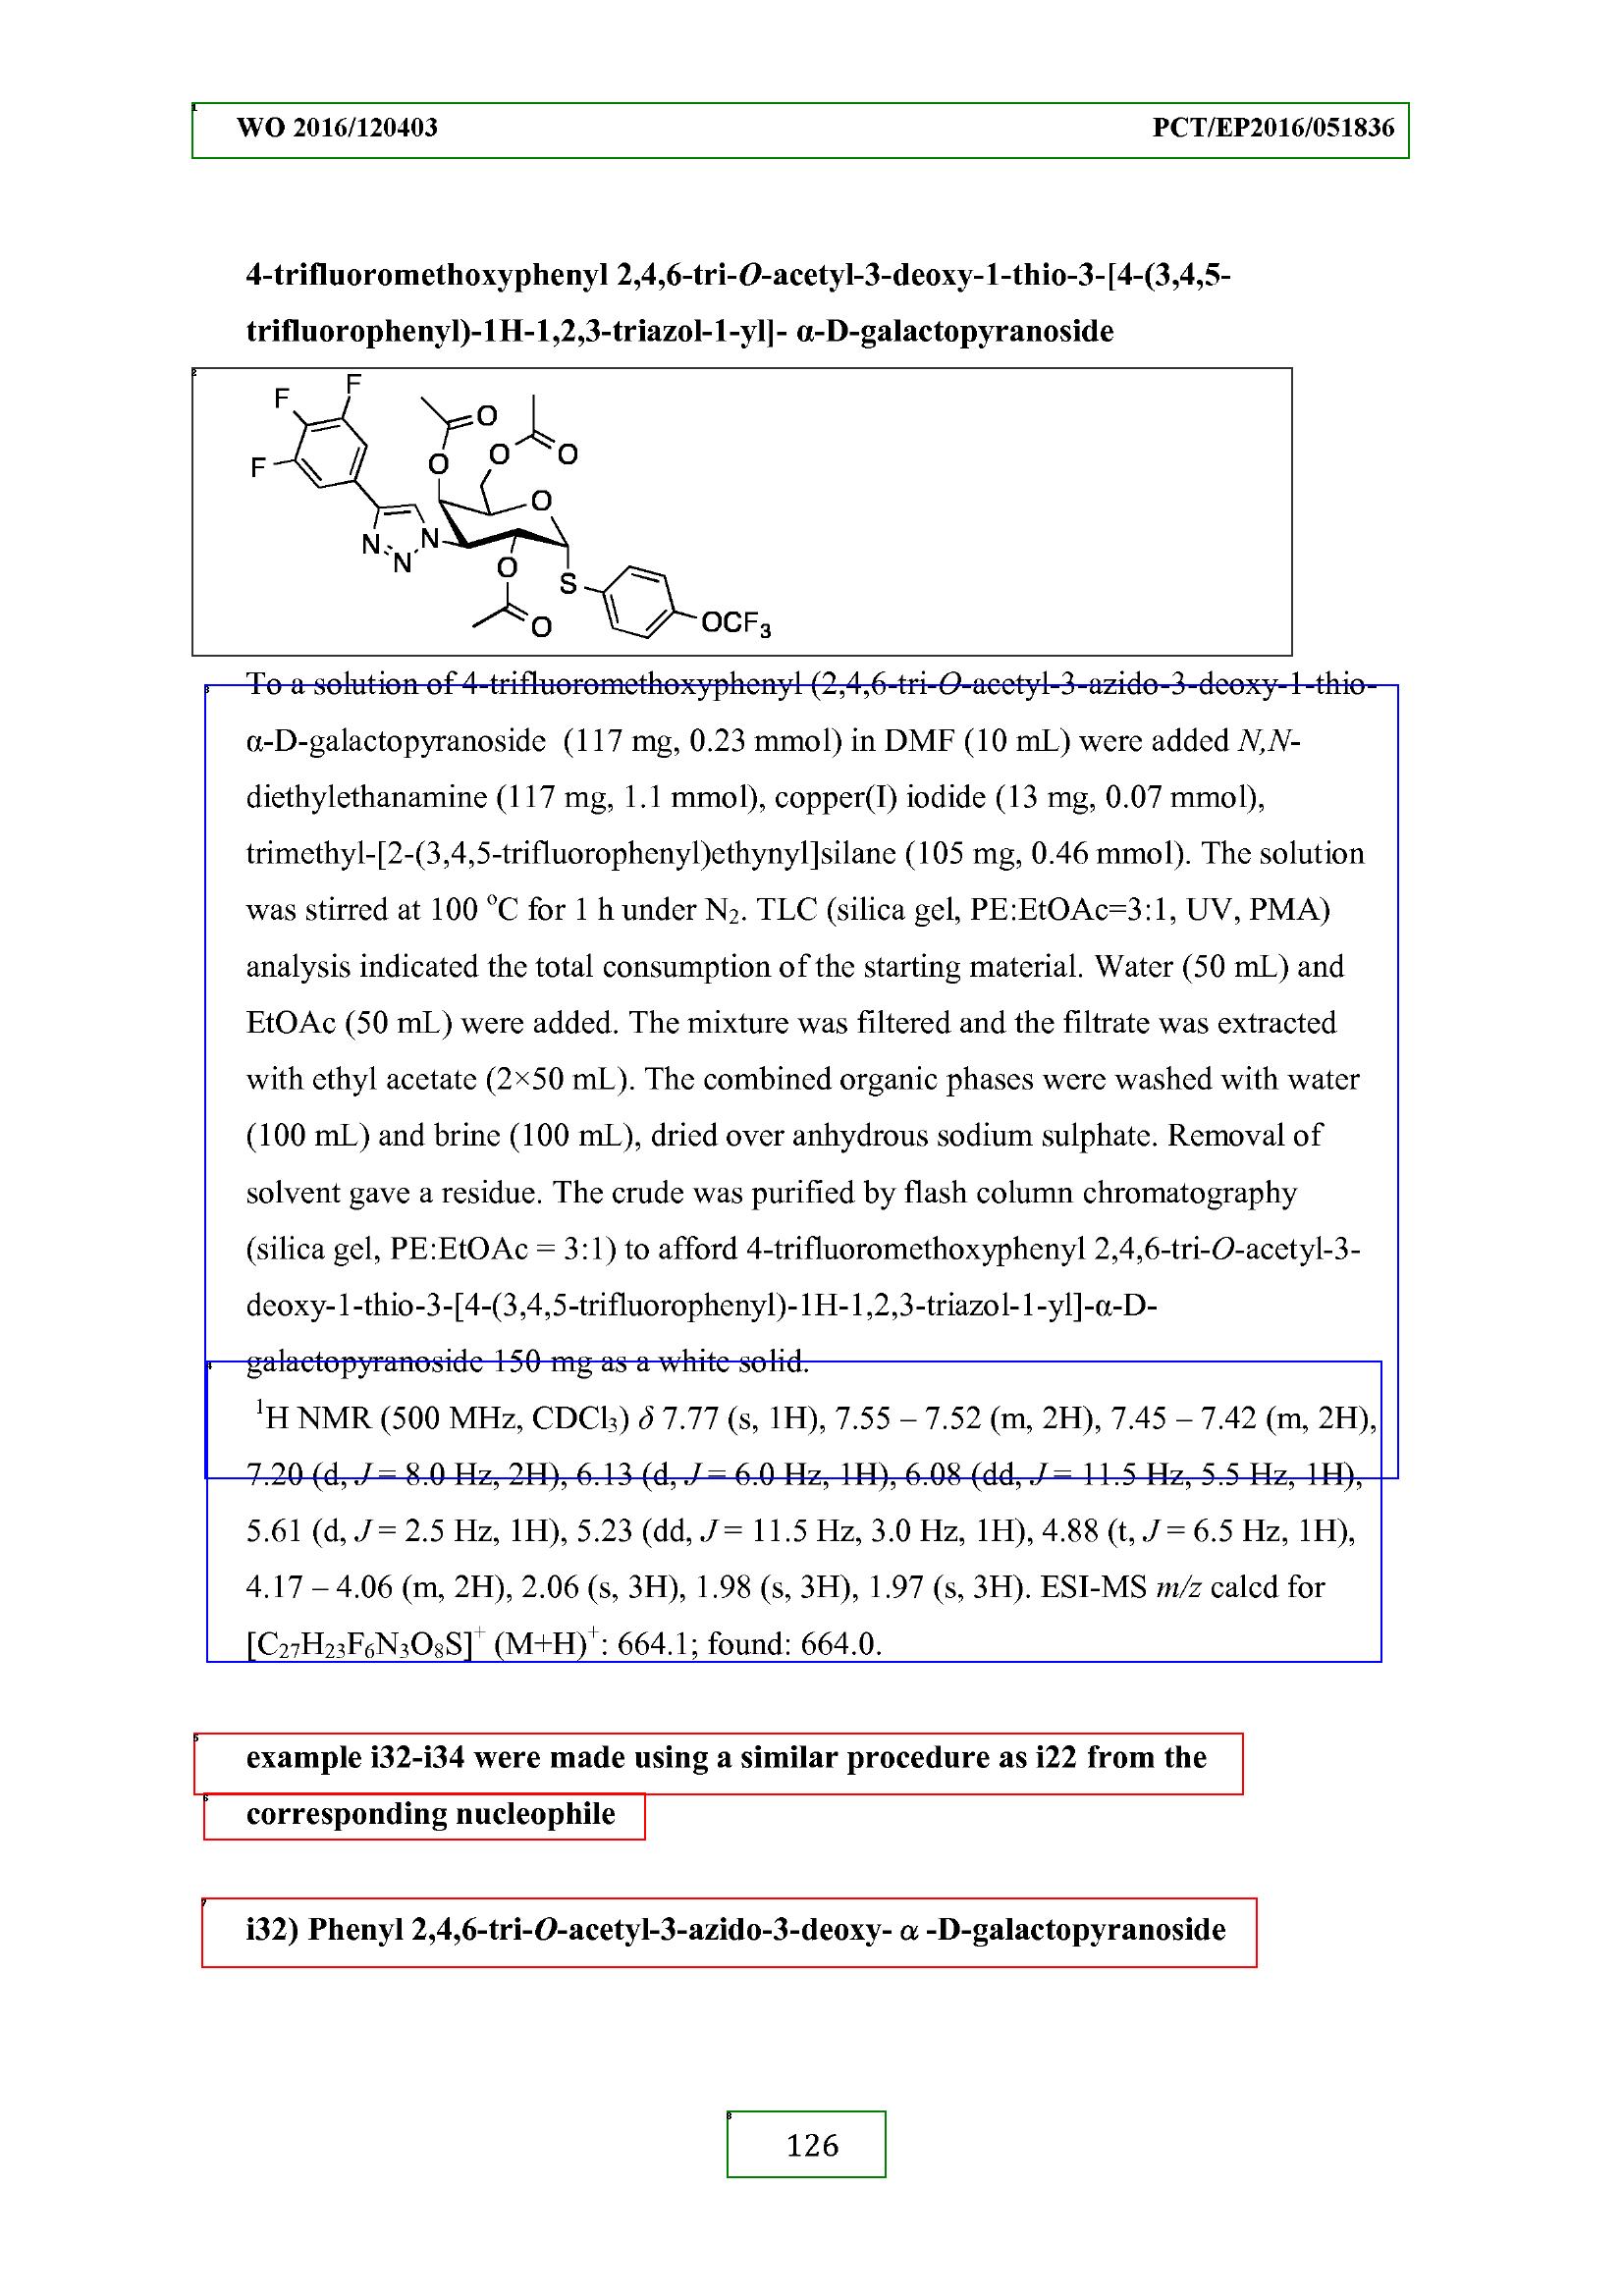 WO 2016/120403 PCT/EP2016/051836
4-trifluoromethoxyphenyl 2,4,6-tri-O-acetyl-3-deoxy-1-thio-3-[4-(3,4,5-
trifluorophenyl)-1H-1,2,3-triazol-1-yl]- α-D-galactopyranoside
F
F
F
O
O
O
O
O
N
N
N
O
O
S
OCF₃
To a solution of 4-trifluoromethoxyphenyl (2,4,6-tri-O-acetyl-3-azido-3-deoxy-1-thio-
α-D-galactopyranoside (117 mg, 0.23 mmol) in DMF (10 mL) were added N,N-
diethylethanamine (117 mg, 1.1 mmol), copper(I) iodide (13 mg, 0.07 mmol),
trimethyl-[2-(3,4,5-trifluorophenyl)ethynyl]silane (105 mg, 0.46 mmol). The solution
was stirred at 100 °C for 1 h under N₂. TLC (silica gel, PE:EtOAc=3:1, UV, PMA)
analysis indicated the total consumption of the starting material. Water (50 mL) and
EtOAc (50 mL) were added. The mixture was filtered and the filtrate was extracted
with ethyl acetate (2×50 mL). The combined organic phases were washed with water
(100 mL) and brine (100 mL), dried over anhydrous sodium sulphate. Removal of
solvent gave a residue. The crude was purified by flash column chromatography
(silica gel, PE:EtOAc = 3:1) to afford 4-trifluoromethoxyphenyl 2,4,6-tri-O-acetyl-3-
deoxy-1-thio-3-[4-(3,4,5-trifluorophenyl)-1H-1,2,3-triazol-1-yl]-α-D-
galactopyranoside 150 mg as a white solid.
¹H NMR (500 MHz, CDCl₃) δ 7.77 (s, 1H), 7.55 – 7.52 (m, 2H), 7.45 – 7.42 (m, 2H),
7.20 (d, J = 8.0 Hz, 2H), 6.13 (d, J = 6.0 Hz, 1H), 6.08 (dd, J = 11.5 Hz, 5.5 Hz, 1H),
5.61 (d, J = 2.5 Hz, 1H), 5.23 (dd, J = 11.5 Hz, 3.0 Hz, 1H), 4.88 (t, J = 6.5 Hz, 1H),
4.17 – 4.06 (m, 2H), 2.06 (s, 3H), 1.98 (s, 3H), 1.97 (s, 3H). ESI-MS m/z calcd for
[C₂₇H₂₃F₆N₃O₈S]⁺ (M+H)⁺: 664.1; found: 664.0.
example i32-i34 were made using a similar procedure as i22 from the
corresponding nucleophile
i32) Phenyl 2,4,6-tri-O-acetyl-3-azido-3-deoxy- α -D-galactopyranoside
126